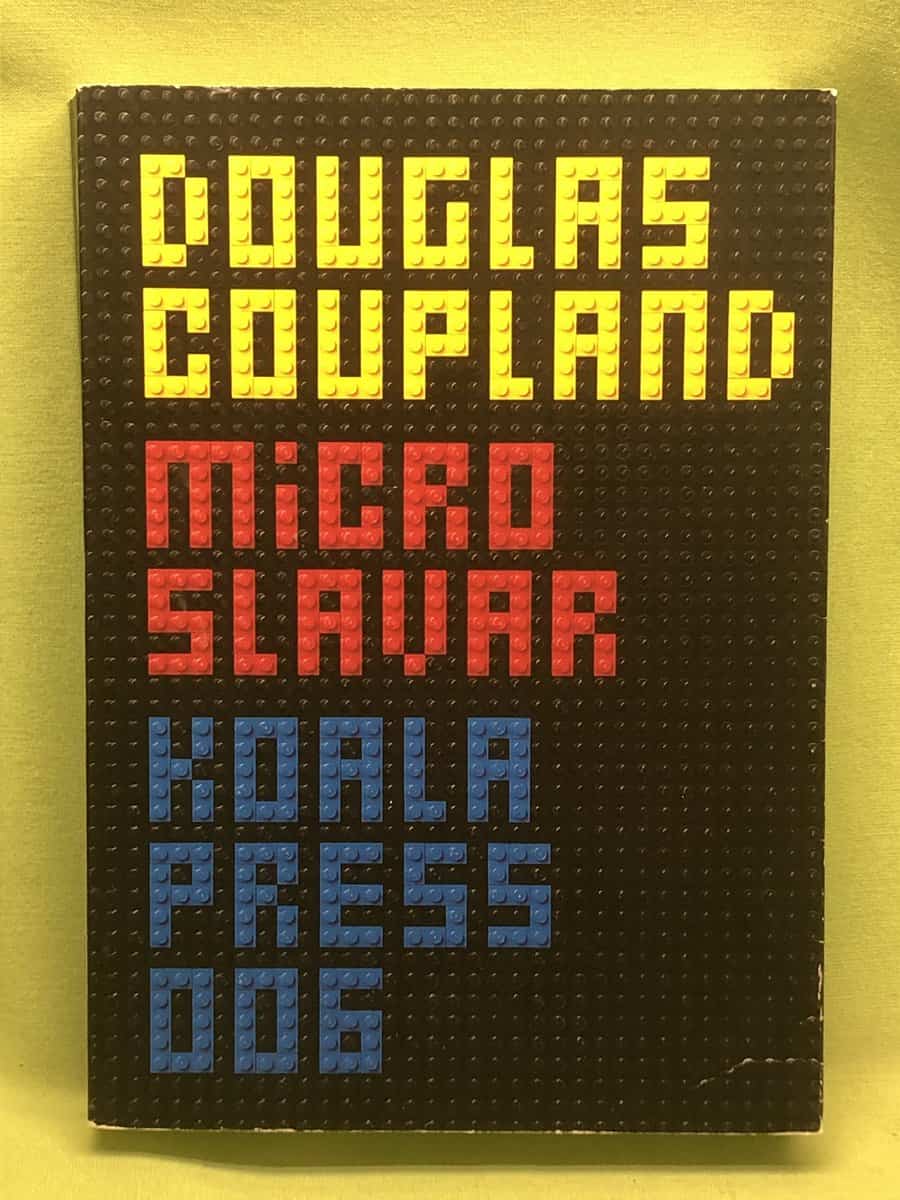 DOUGLAS
COUPLAND
MiCRO
SLAVAR
KOALA
PRESS
006